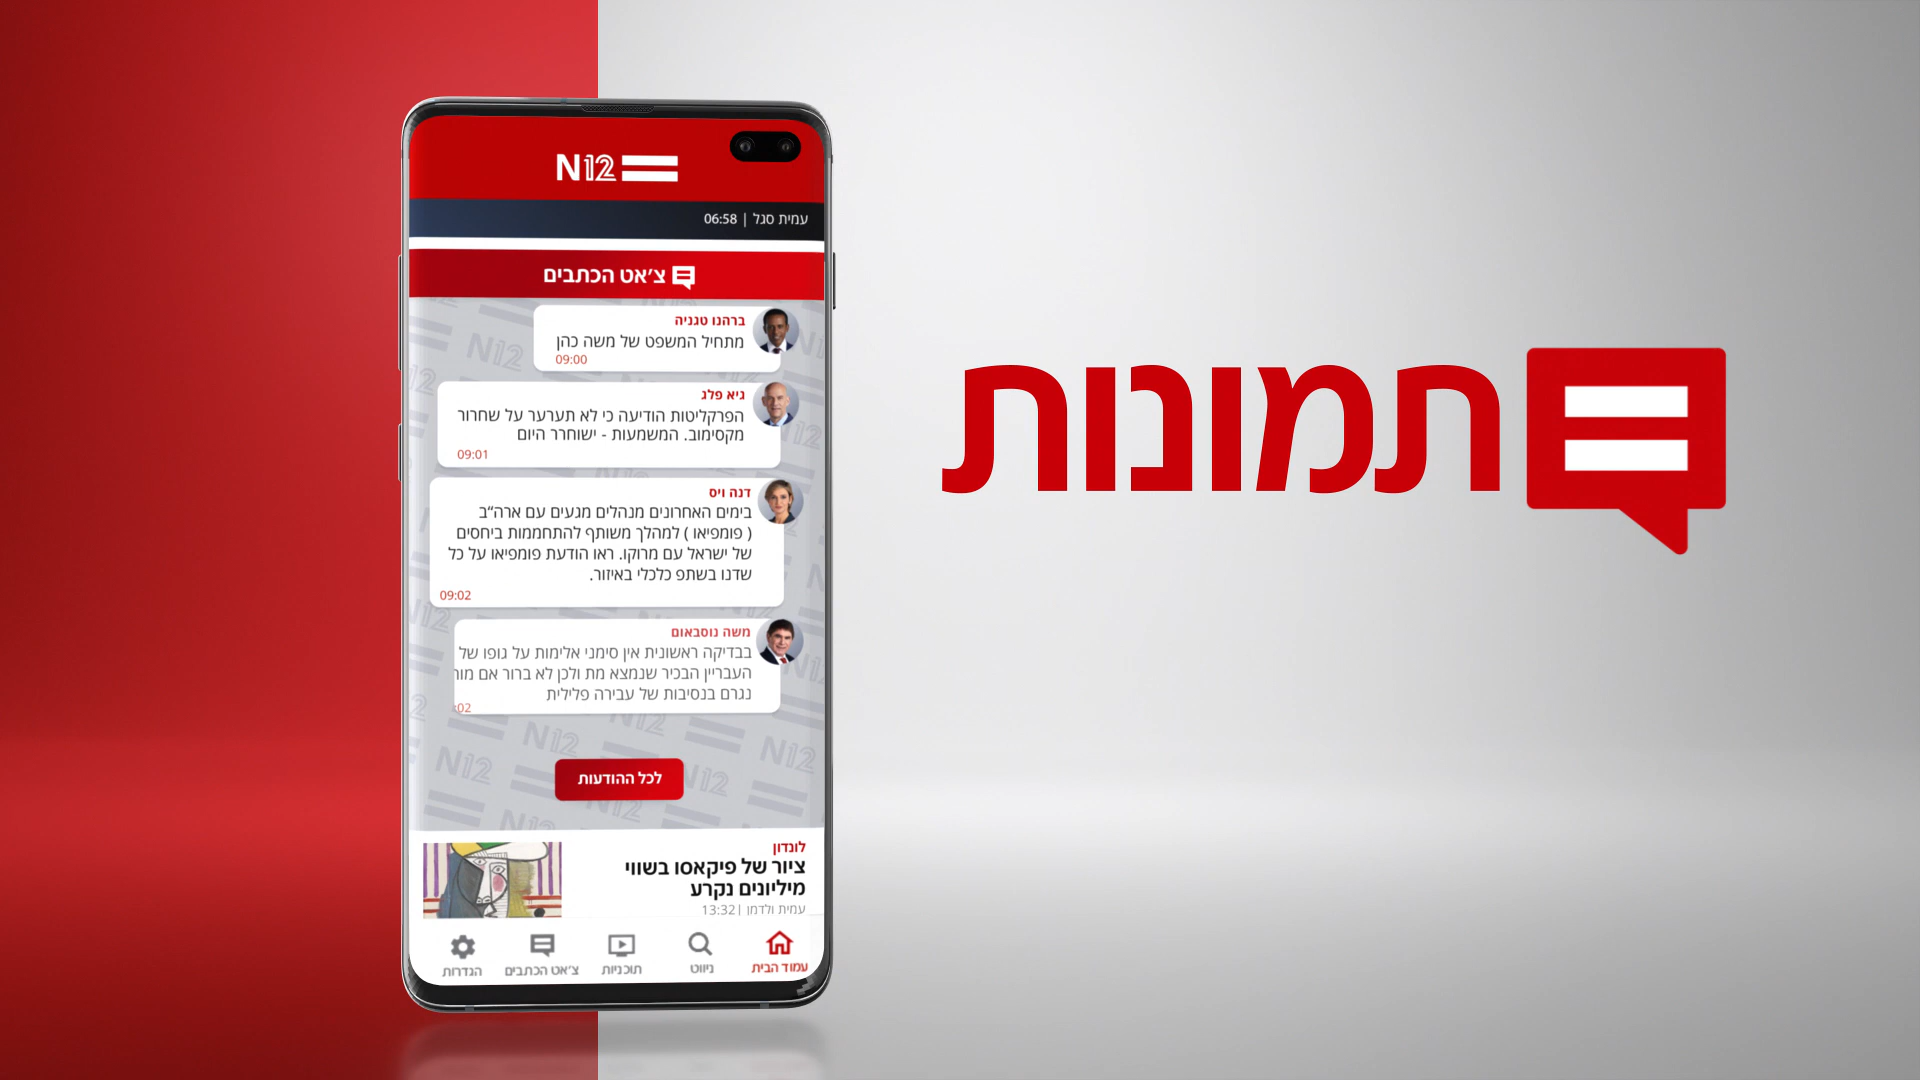 N12
עמית סגל | 06:58
צ'אט הכתבים
ברהנו טגניה
מתחיל המשפט של משה כהן
09:00
גיא פלג
הפרקליטות הודיעה כי לא תערער על שחרור
מקסימוב. המשמעות - ישוחרר היום
09:01
דנה ויס
בימים האחרונים מנהלים מגעים עם ארה"ב
( פומפיאו ) למהלך משותף להתחממות ביחסים
של ישראל עם מרוקו. ראו הודעת פומפיאו על כל
שדנו בשתפ כלכלי באיזור.
09:02
משה נוסבאום
בבדיקה ראשונית אין סימני אלימות על גופו של
העבריין הבכיר שנמצא מת ולכן לא ברור אם
נגרם בנסיבות של עבירה פלילית
:02
לכל ההודעות
לונדון
ציור של פיקאסו בשווי
מיליונים נקרע
עמית ולדמן |13:32
עמוד הבית
ניווט
תוכניות
צ'אט הכתבים
הגדרות
תמונות